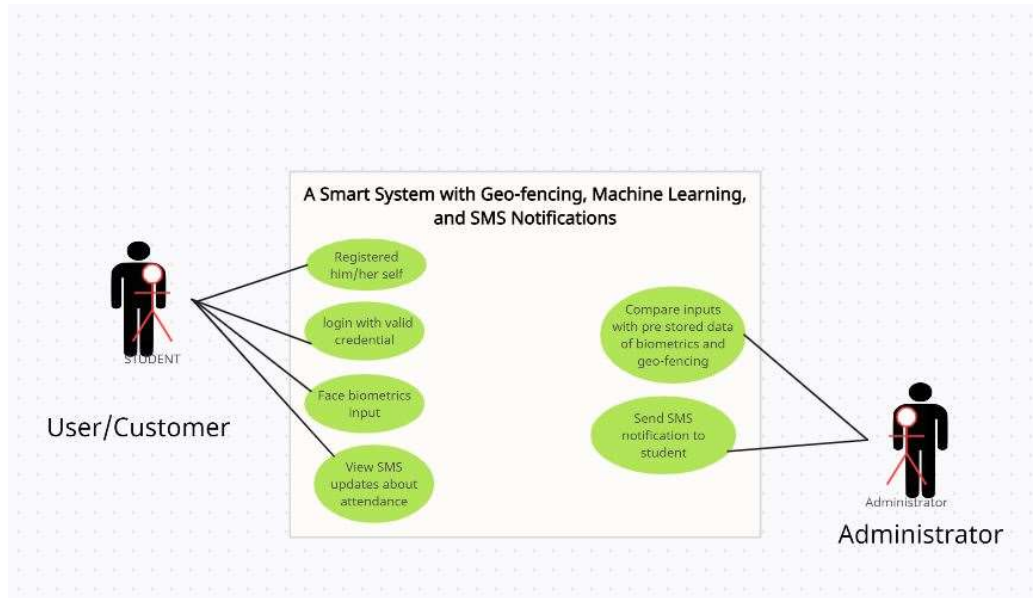 A Smart System with Geo-fencing, Machine Learning,
and SMS Notifications
Registered
him/her self
login with valid
credential
Face biometrics
input
View SMS
updates about
attendance
Compare inputs
with pre stored data
of biometrics and
geo-fencing
Send SMS
notification to
student
STUDENT
User/Customer
Administrator
Administrator